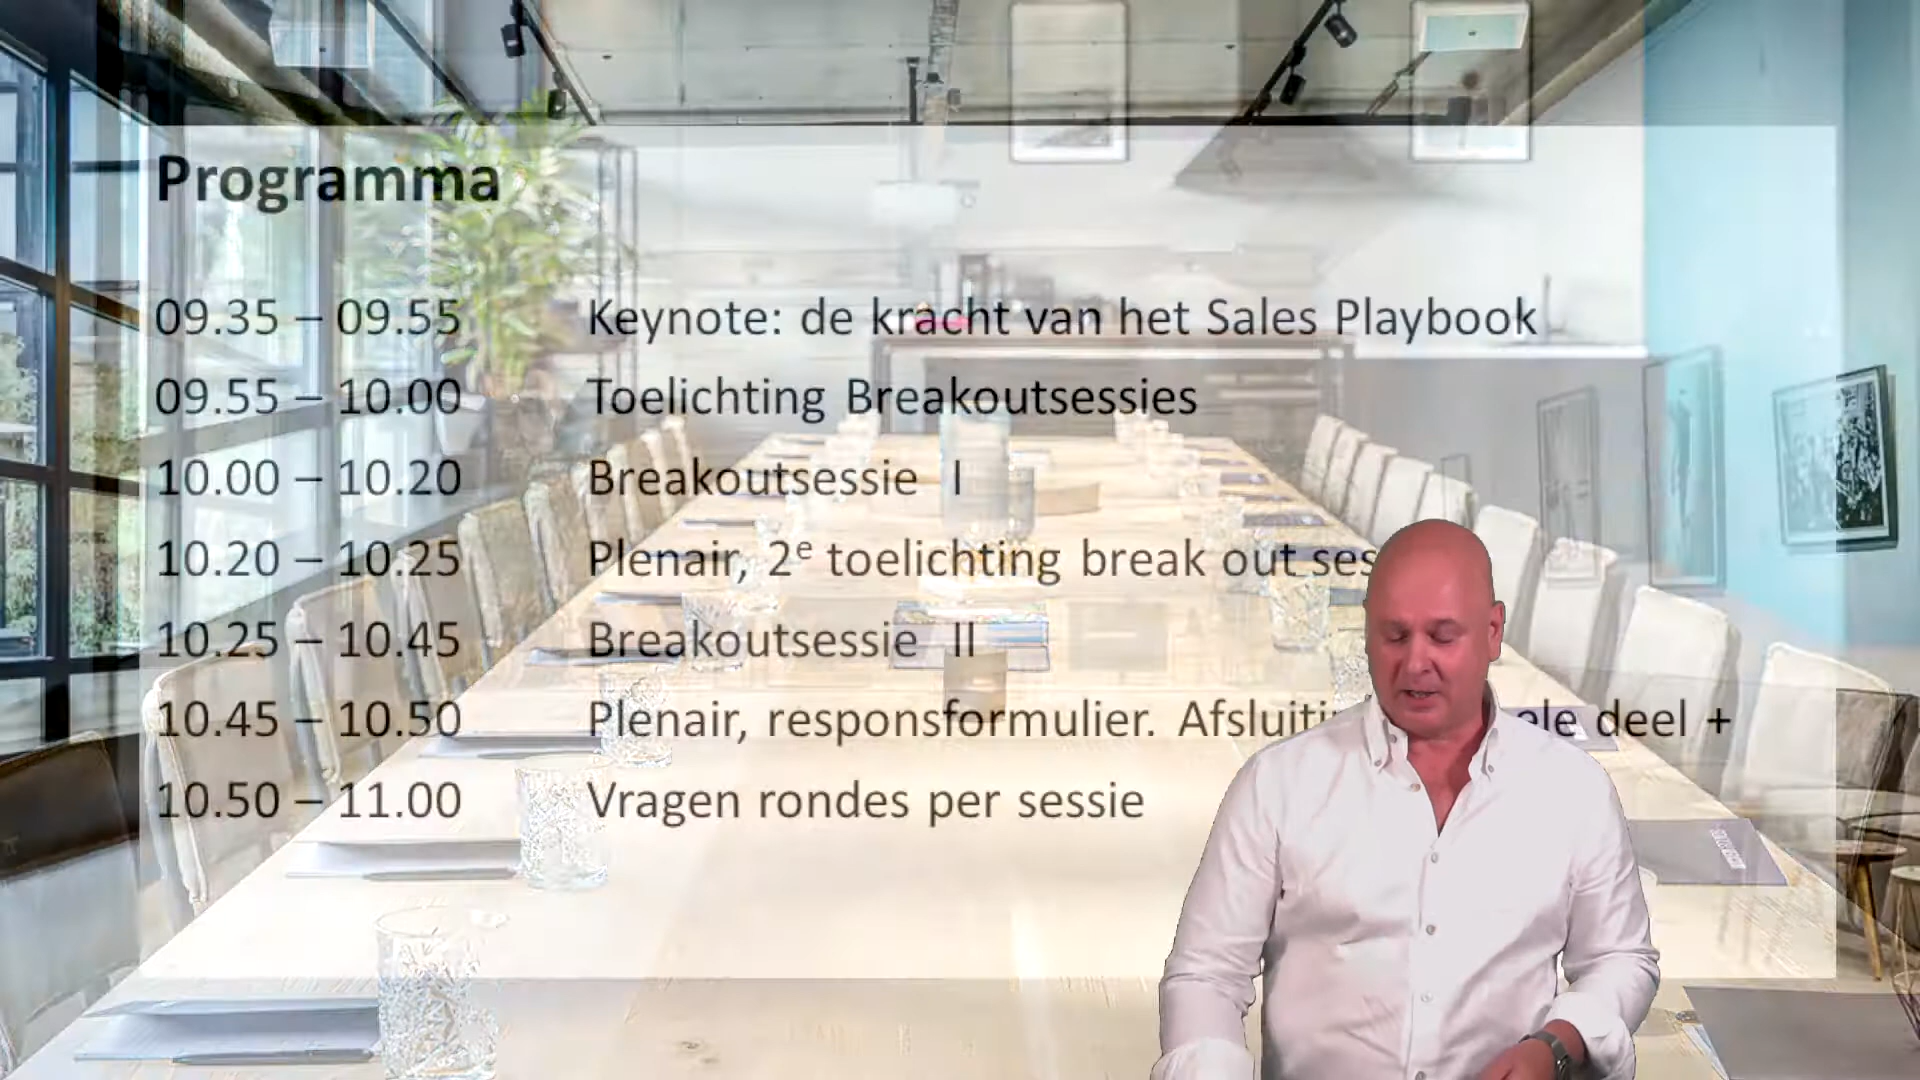 Programma
09.35 – 09.55 Keynote: de kracht van het Sales Playbook
09.55 – 10.00 Toelichting Breakoutsessies
10.00 – 10.20 Breakoutsessie I
10.20 – 10.25 Plenair, 2e toelichting break out
10.25 – 10.45 Breakoutsessie II
10.45 – 10.50 Plenair, responsformulier. deel +
10.50 – 11.00 Vragen rondes per sessie